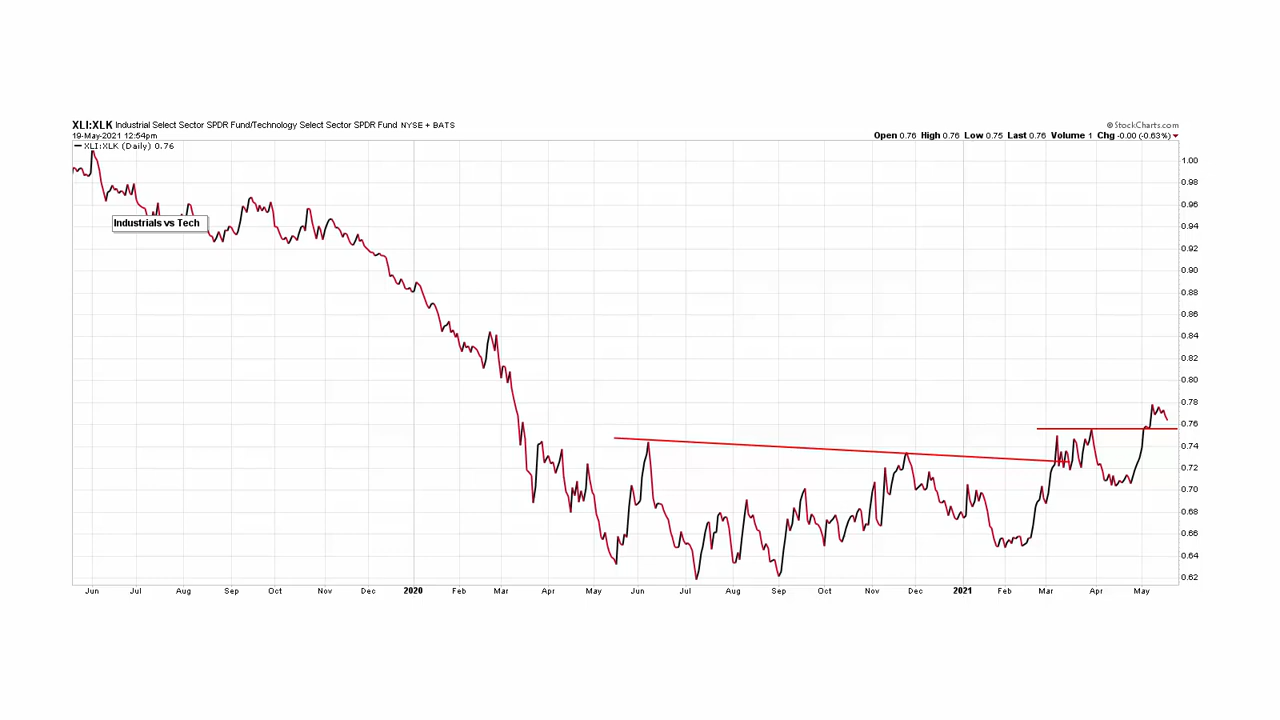 XLI:XLK Industrial Select Sector SPDR Fund/Technology Select Sector SPDR Fund NYSE + BATS
© StockCharts.com
19-May-2021 12:54pm
Open 0.76 High 0.76 Low 0.75 Last 0.76 Volume 1 Chg -0.00 (-0.63%)
XLI:XLK (Daily) 0.76
Industrials vs Tech
1.00
0.98
0.96
0.94
0.92
0.90
0.88
0.86
0.84
0.82
0.80
0.78
0.76
0.74
0.72
0.70
0.68
0.66
0.64
0.62
Jun Jul Aug Sep Oct Nov Dec 2020 Feb Mar Apr May Jun Jul Aug Sep Oct Nov Dec 2021 Feb Mar Apr May